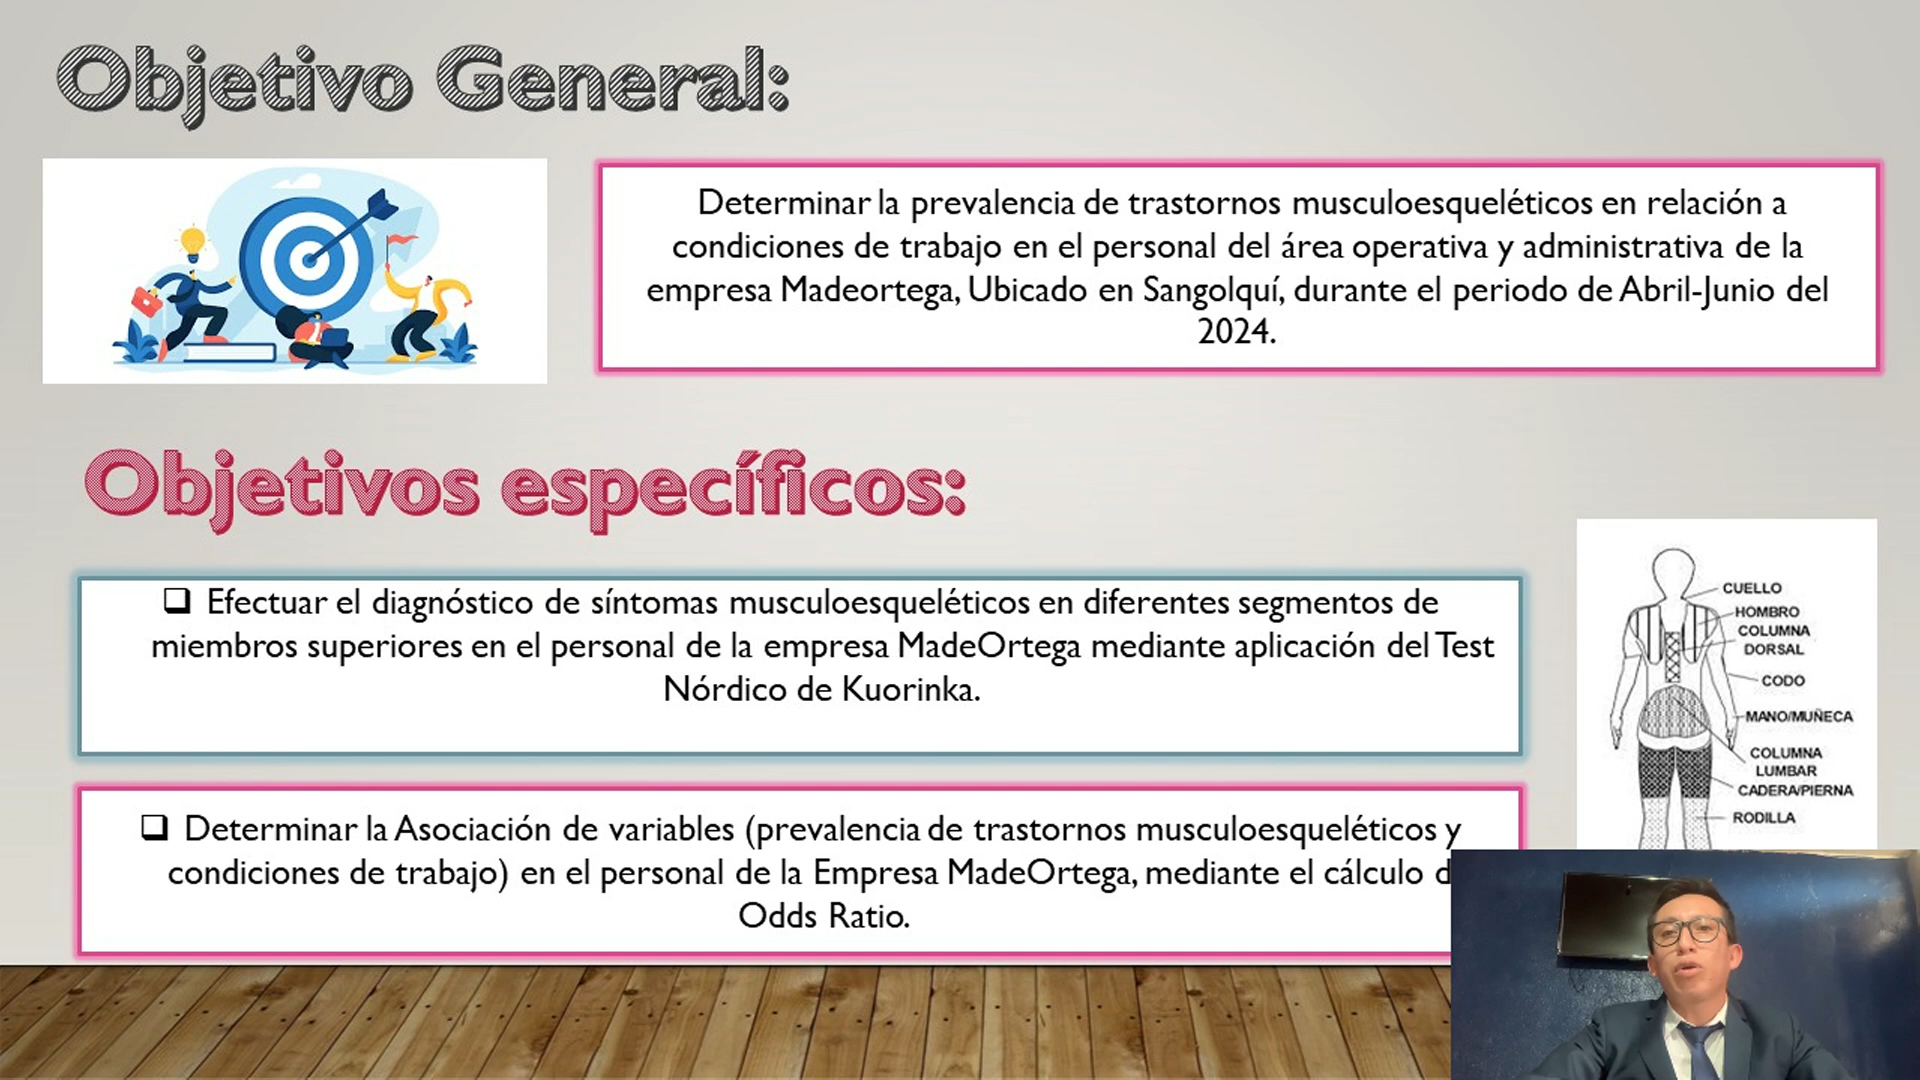 Objetivo General:
Determinar la prevalencia de trastornos musculoesqueléticos en relación a
condiciones de trabajo en el personal del área operativa y administrativa de la
empresa Madeortega, Ubicado en Sangolquí, durante el periodo de Abril-Junio del
2024.
Objetivos específicos:
❑ Efectuar el diagnóstico de síntomas musculoesqueléticos en diferentes segmentos de
miembros superiores en el personal de la empresa MadeOrtega mediante aplicación del Test
Nórdico de Kuorinka.
❑ Determinar la Asociación de variables (prevalencia de trastornos musculoesqueléticos y
condiciones de trabajo) en el personal de la Empresa MadeOrtega, mediante el cálculo
Odds Ratio.
CUELLO
HOMBRO
COLUMNA
DORSAL
CODO
MANO/MUÑECA
COLUMNA
LUMBAR
CADERA/PIERNA
RODILLA